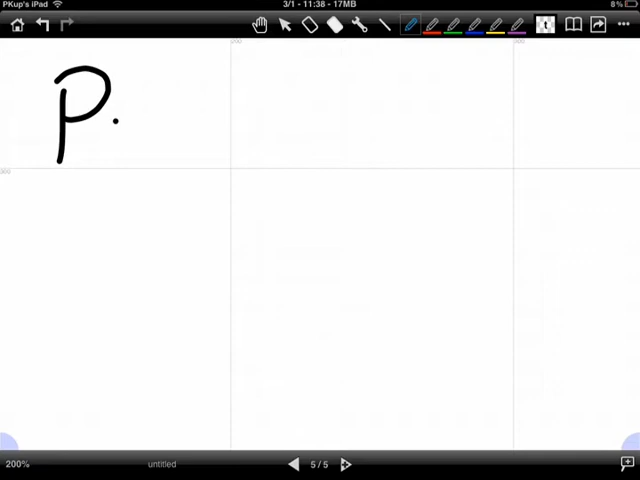 PKup's iPad 3/1 - 11:38 - 17MB 8%
t
P.
200% untitled 5 / 5